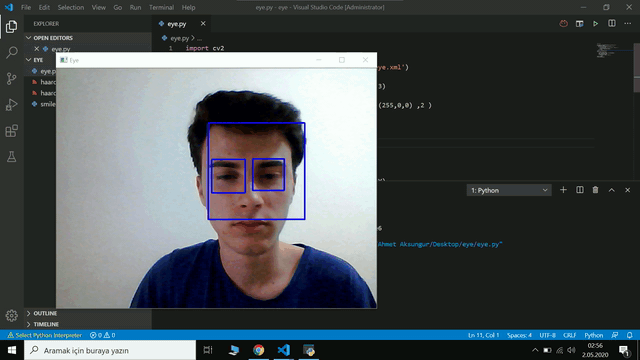 File Edit Selection View Go Run Terminal Help
eye.py - eye - Visual Studio Code [Administrator]
EXPLORER
eye.py
OPEN EDITORS
eye.py > ...
eye.py
1 import cv2
EYE
Eye
eye.p
ye.xml')
haarc
3)
haarc
smile
(255,0,0) ,2 )
1: Python
6
Ahmet Aksungur/Desktop/eye/eye.py"
OUTLINE
TIMELINE
Select Python Interpreter
0 0
Ln 11, Col 1 Spaces: 4 UTF-8 CRLF Python
Aramak için buraya yazın
02:56
2.05.2020